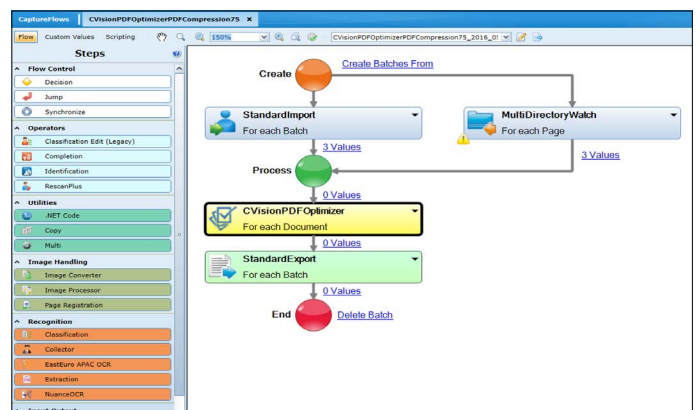 CaptureFlows
CVisionPDFOptimizerPDFCompression75 ×
Flow Custom Values Scripting 150% CVisionPDFOptimizerPDFCompression75_2016_0
Steps
Flow Control
Decision
Jump
Synchronize
Operators
Classification Edit (Legacy)
Completion
Identification
RescanPlus
Utilities
.NET Code
Copy
Multi
Image Handling
Image Converter
Image Processor
Page Registration
Recognition
Classification
Collector
EastEuro APAC OCR
Extraction
NuanceOCR
Create
Create Batches From
StandardImport
For each Batch
3 Values
MultiDirectoryWatch
For each Page
3 Values
Process
0 Values
CVisionPDFOptimizer
For each Document
0 Values
StandardExport
For each Batch
0 Values
End
Delete Batch